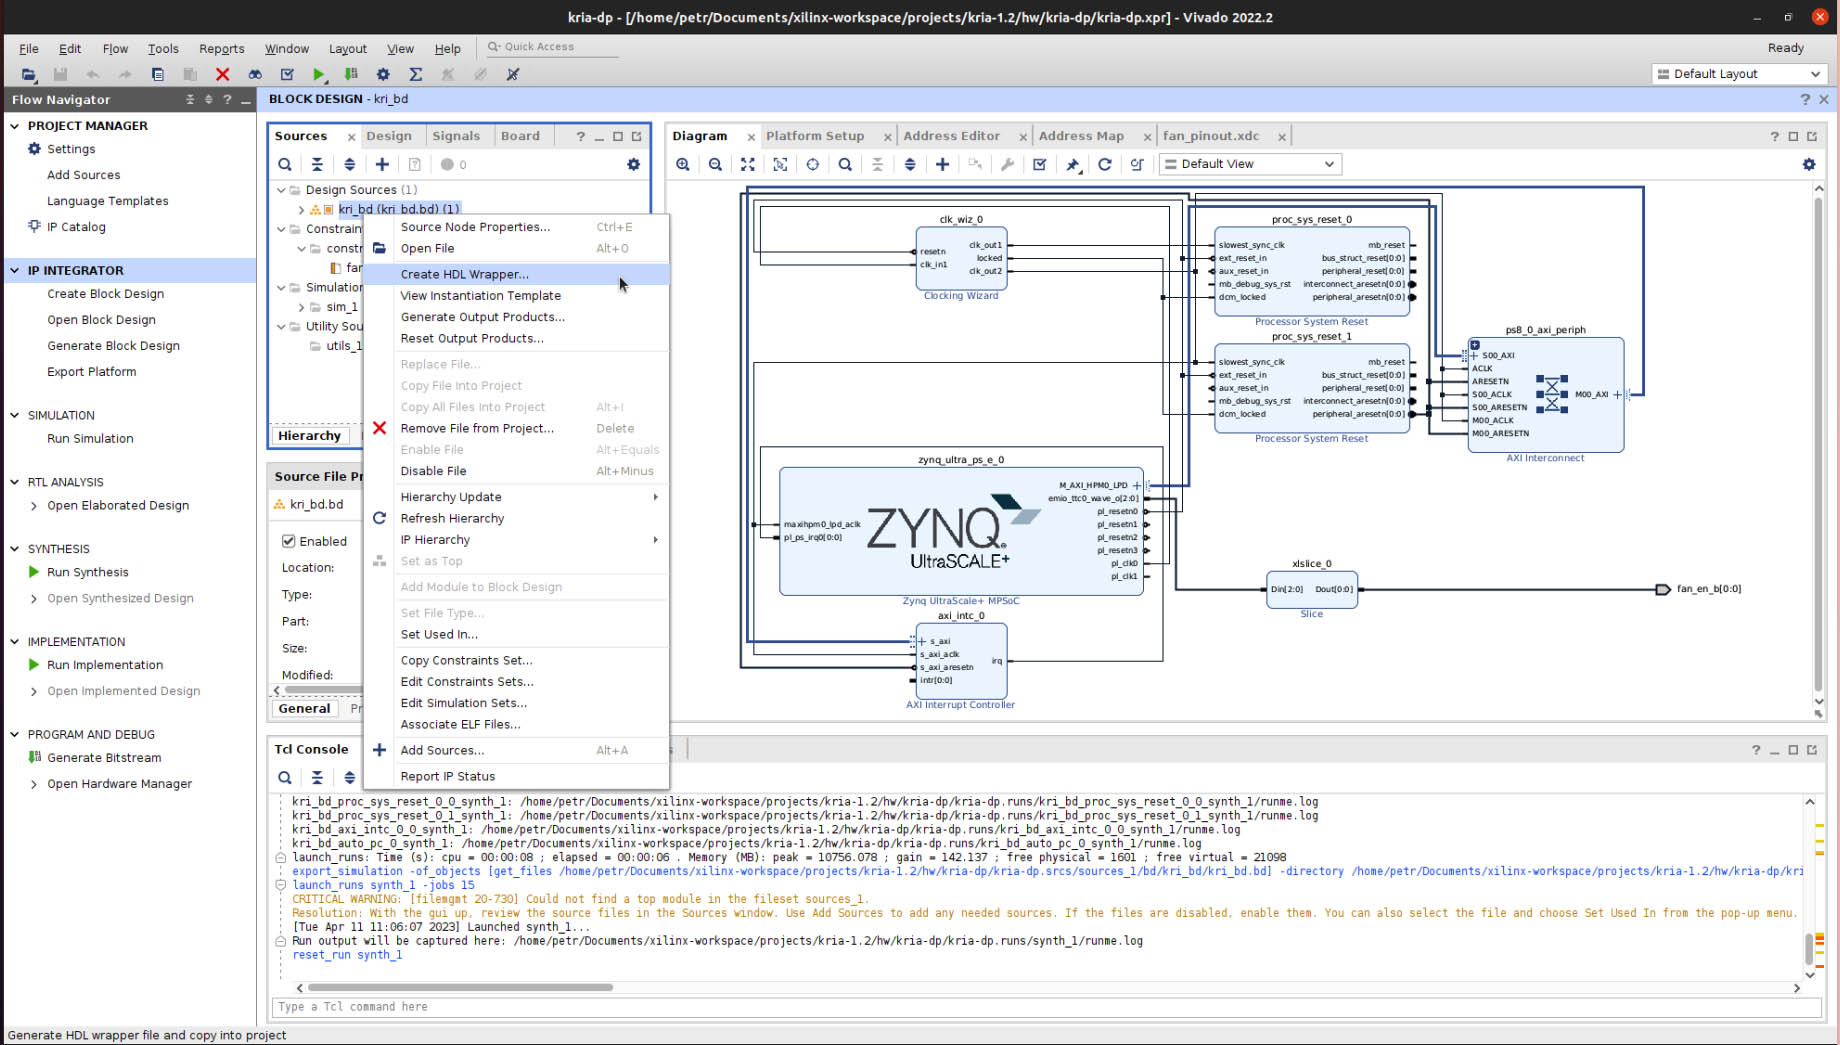 kria-dp - [/home/petr/Documents/xilinx-workspace/projects/kria-1.2/hw/kria-dp/kria-dp.xpr] - Vivado 2022.2
File Edit Flow Tools Reports Window Layout View Help Quick Access Ready
Default Layout
Flow Navigator
PROJECT MANAGER
Settings
Add Sources
Language Templates
IP Catalog
IP INTEGRATOR
Create Block Design
Open Block Design
Generate Block Design
Export Platform
SIMULATION
Run Simulation
RTL ANALYSIS
Open Elaborated Design
SYNTHESIS
Run Synthesis
Open Synthesized Design
IMPLEMENTATION
Run Implementation
Open Implemented Design
PROGRAM AND DEBUG
Generate Bitstream
Open Hardware Manager
BLOCK DESIGN - kri_bd
Sources Design Signals Board
0
Design Sources (1)
kri_bd (kri_bd.bd) (1)
Constrain
constr
fan
Simulation
sim_1
Utility Sou
utils_1
Hierarchy
Source File Pr
kri_bd.bd
Enabled
Location:
Type:
Part:
Size:
Modified:
General Pr
Source Node Properties... Ctrl+E
Open File Alt+O
Create HDL Wrapper...
View Instantiation Template
Generate Output Products...
Reset Output Products...
Replace File...
Copy File Into Project
Copy All Files Into Project Alt+I
Remove File from Project... Delete
Enable File Alt+Equals
Disable File Alt+Minus
Hierarchy Update
Refresh Hierarchy
IP Hierarchy
Set as Top
Add Module to Block Design
Set File Type...
Set Used In...
Copy Constraints Set...
Edit Constraints Sets...
Edit Simulation Sets...
Associate ELF Files...
Add Sources... Alt+A
Report IP Status
Diagram Platform Setup Address Editor Address Map fan_pinout.xdc
Default View
clk_wiz_0
resetn
clk_in1
clk_out1
locked
clk_out2
Clocking Wizard
proc_sys_reset_0
slowest_sync_clk
ext_reset_in
aux_reset_in
mb_debug_sys_rst
dcm_locked
mb_reset
bus_struct_reset[0:0]
peripheral_reset[0:0]
interconnect_aresetn[0:0]
peripheral_aresetn[0:0]
Processor System Reset
proc_sys_reset_1
slowest_sync_clk
ext_reset_in
aux_reset_in
mb_debug_sys_rst
dcm_locked
mb_reset
bus_struct_reset[0:0]
peripheral_reset[0:0]
interconnect_aresetn[0:0]
peripheral_aresetn[0:0]
Processor System Reset
ps8_0_axi_periph
S00_AXI
ACLK
ARESETN
S00_ACLK
S00_ARESETN
M00_ACLK
M00_ARESETN
M00_AXI
AXI Interconnect
zynq_ultra_ps_e_0
maxihpm0_lpd_aclk
pl_ps_irq0[0:0]
ZYNQ
UltraSCALE+
M_AXI_HPM0_LPD
emio_ttc0_wave_o[2:0]
pl_resetn0
pl_resetn1
pl_resetn2
pl_resetn3
pl_clk0
pl_clk1
Zynq UltraScale+ MPSoC
xlslice_0
Din[2:0] Dout[0:0]
Slice
fan_en_b[0:0]
axi_intc_0
s_axi
s_axi_aclk
s_axi_aresetn
intr[0:0]
irq
AXI Interrupt Controller
Tcl Console
kri_bd_proc_sys_reset_0_0_synth_1: /home/petr/Documents/xilinx-workspace/projects/kria-1.2/hw/kria-dp/kria-dp.runs/kri_bd_proc_sys_reset_0_0_synth_1/runme.log
kri_bd_proc_sys_reset_0_1_synth_1: /home/petr/Documents/xilinx-workspace/projects/kria-1.2/hw/kria-dp/kria-dp.runs/kri_bd_proc_sys_reset_0_1_synth_1/runme.log
kri_bd_axi_intc_0_0_synth_1: /home/petr/Documents/xilinx-workspace/projects/kria-1.2/hw/kria-dp/kria-dp.runs/kri_bd_axi_intc_0_0_synth_1/runme.log
kri_bd_auto_pc_0_synth_1: /home/petr/Documents/xilinx-workspace/projects/kria-1.2/hw/kria-dp/kria-dp.runs/kri_bd_auto_pc_0_synth_1/runme.log
launch_runs: Time (s): cpu = 00:00:08 ; elapsed = 00:00:06 . Memory (MB): peak = 10756.078 ; gain = 142.137 ; free physical = 1601 ; free virtual = 21098
export_simulation -of_objects [get_files /home/petr/Documents/xilinx-workspace/projects/kria-1.2/hw/kria-dp/kria-dp.srcs/sources_1/bd/kri_bd/kri_bd.bd] -directory /home/petr/Documents/xilinx-workspace/projects/kria-1.2/hw/kria-dp/kri
launch_runs synth_1 -jobs 15
CRITICAL WARNING: [filemgmt 20-730] Could not find a top module in the fileset sources_1.
Resolution: With the gui up, review the source files in the Sources window. Use Add Sources to add any needed sources. If the files are disabled, enable them. You can also select the file and choose Set Used In from the pop-up menu.
[Tue Apr 11 11:06:07 2023] Launched synth_1...
Run output will be captured here: /home/petr/Documents/xilinx-workspace/projects/kria-1.2/hw/kria-dp/kria-dp.runs/synth_1/runme.log
reset_run synth_1
Type a Tcl command here
Generate HDL wrapper file and copy into project